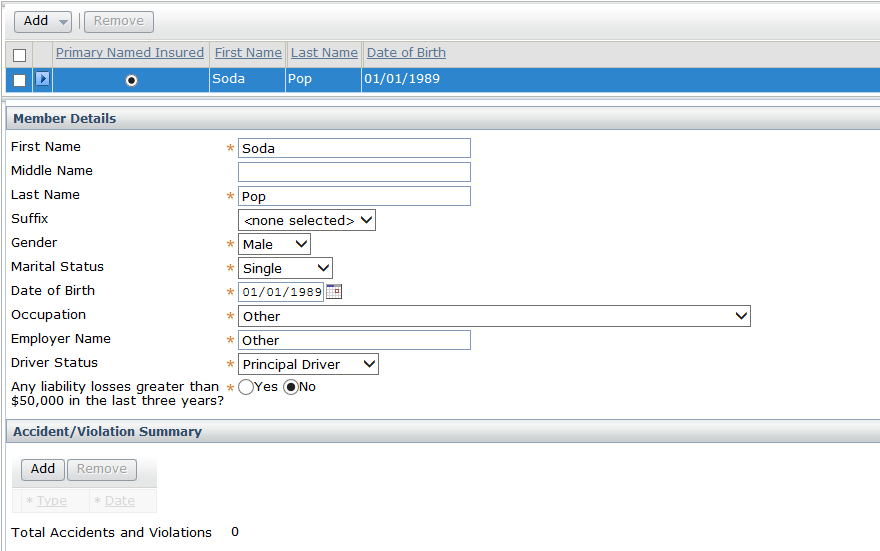 Add Remove
Primary Named Insured First Name Last Name Date of Birth
Soda Pop 01/01/1989
Member Details
First Name * Soda
Middle Name
Last Name * Pop
Suffix <none selected>
Gender * Male
Marital Status * Single
Date of Birth * 01/01/1989
Occupation * Other
Employer Name * Other
Driver Status * Principal Driver
Any liability losses greater than * Yes No
$50,000 in the last three years?
Accident/Violation Summary
Add Remove
* Type * Date
Total Accidents and Violations 0